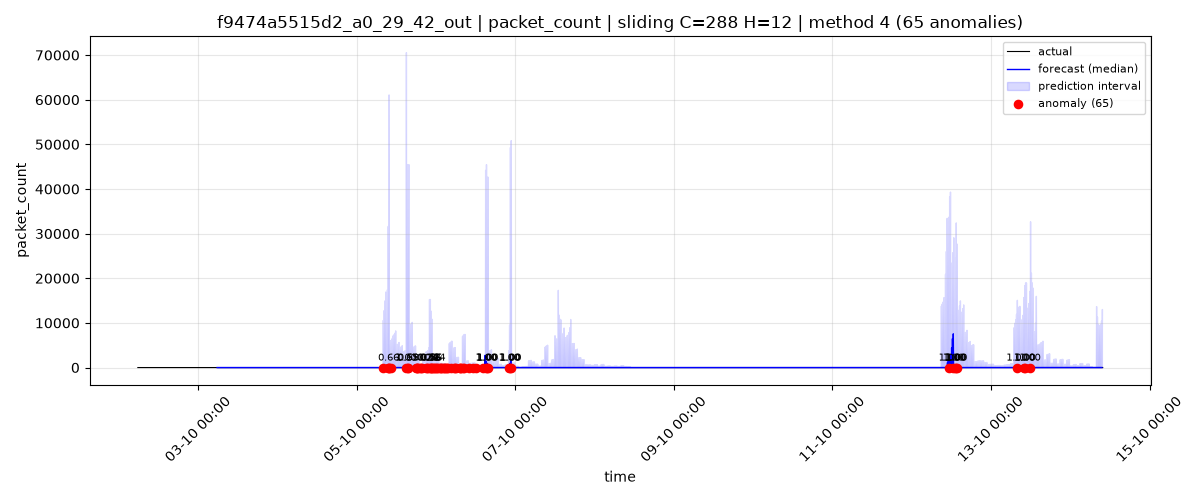 f9474a5515d2_a0_29_42_out | packet_count | sliding C=288 H=12 | method 4 (65 anomalies)
actual
forecast (median)
prediction interval
anomaly (65)
packet_count
70000
60000
50000
40000
30000
20000
10000
0
1.00 1.00
03-10 00:00
05-10 00:00
07-10 00:00
09-10 00:00
11-10 00:00
13-10 00:00
15-10 00:00
time